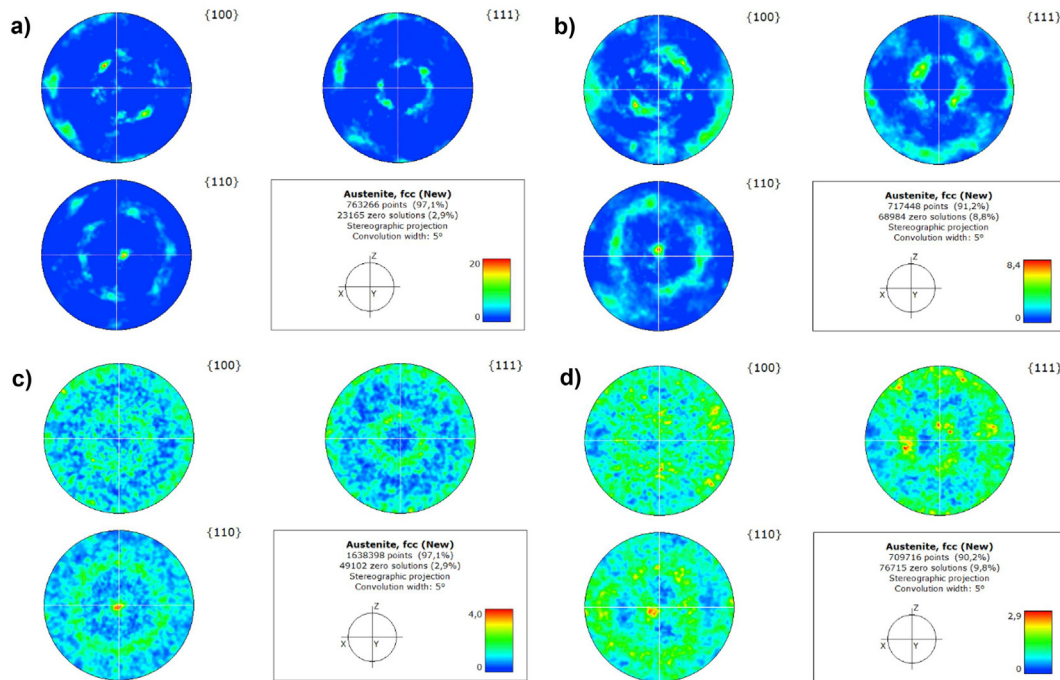 a)
{100}
{111}
{110}
Austenite, fcc (New)
763266 points (97,1%)
23165 zero solutions (2,9%)
Stereographic projection
Convolution width: 5º
Z
X
Y
20
0
b)
{100}
{111}
{110}
Austenite, fcc (New)
717448 points (91,2%)
68984 zero solutions (8,8%)
Stereographic projection
Convolution width: 5º
Z
X
Y
8,4
0
c)
{100}
{111}
{110}
Austenite, fcc (New)
1638398 points (97,1%)
49102 zero solutions (2,9%)
Stereographic projection
Convolution width: 5º
Z
X
Y
4,0
0
d)
{100}
{111}
{110}
Austenite, fcc (New)
709716 points (90,2%)
76715 zero solutions (9,8%)
Stereographic projection
Convolution width: 5º
Z
X
Y
2,9
0